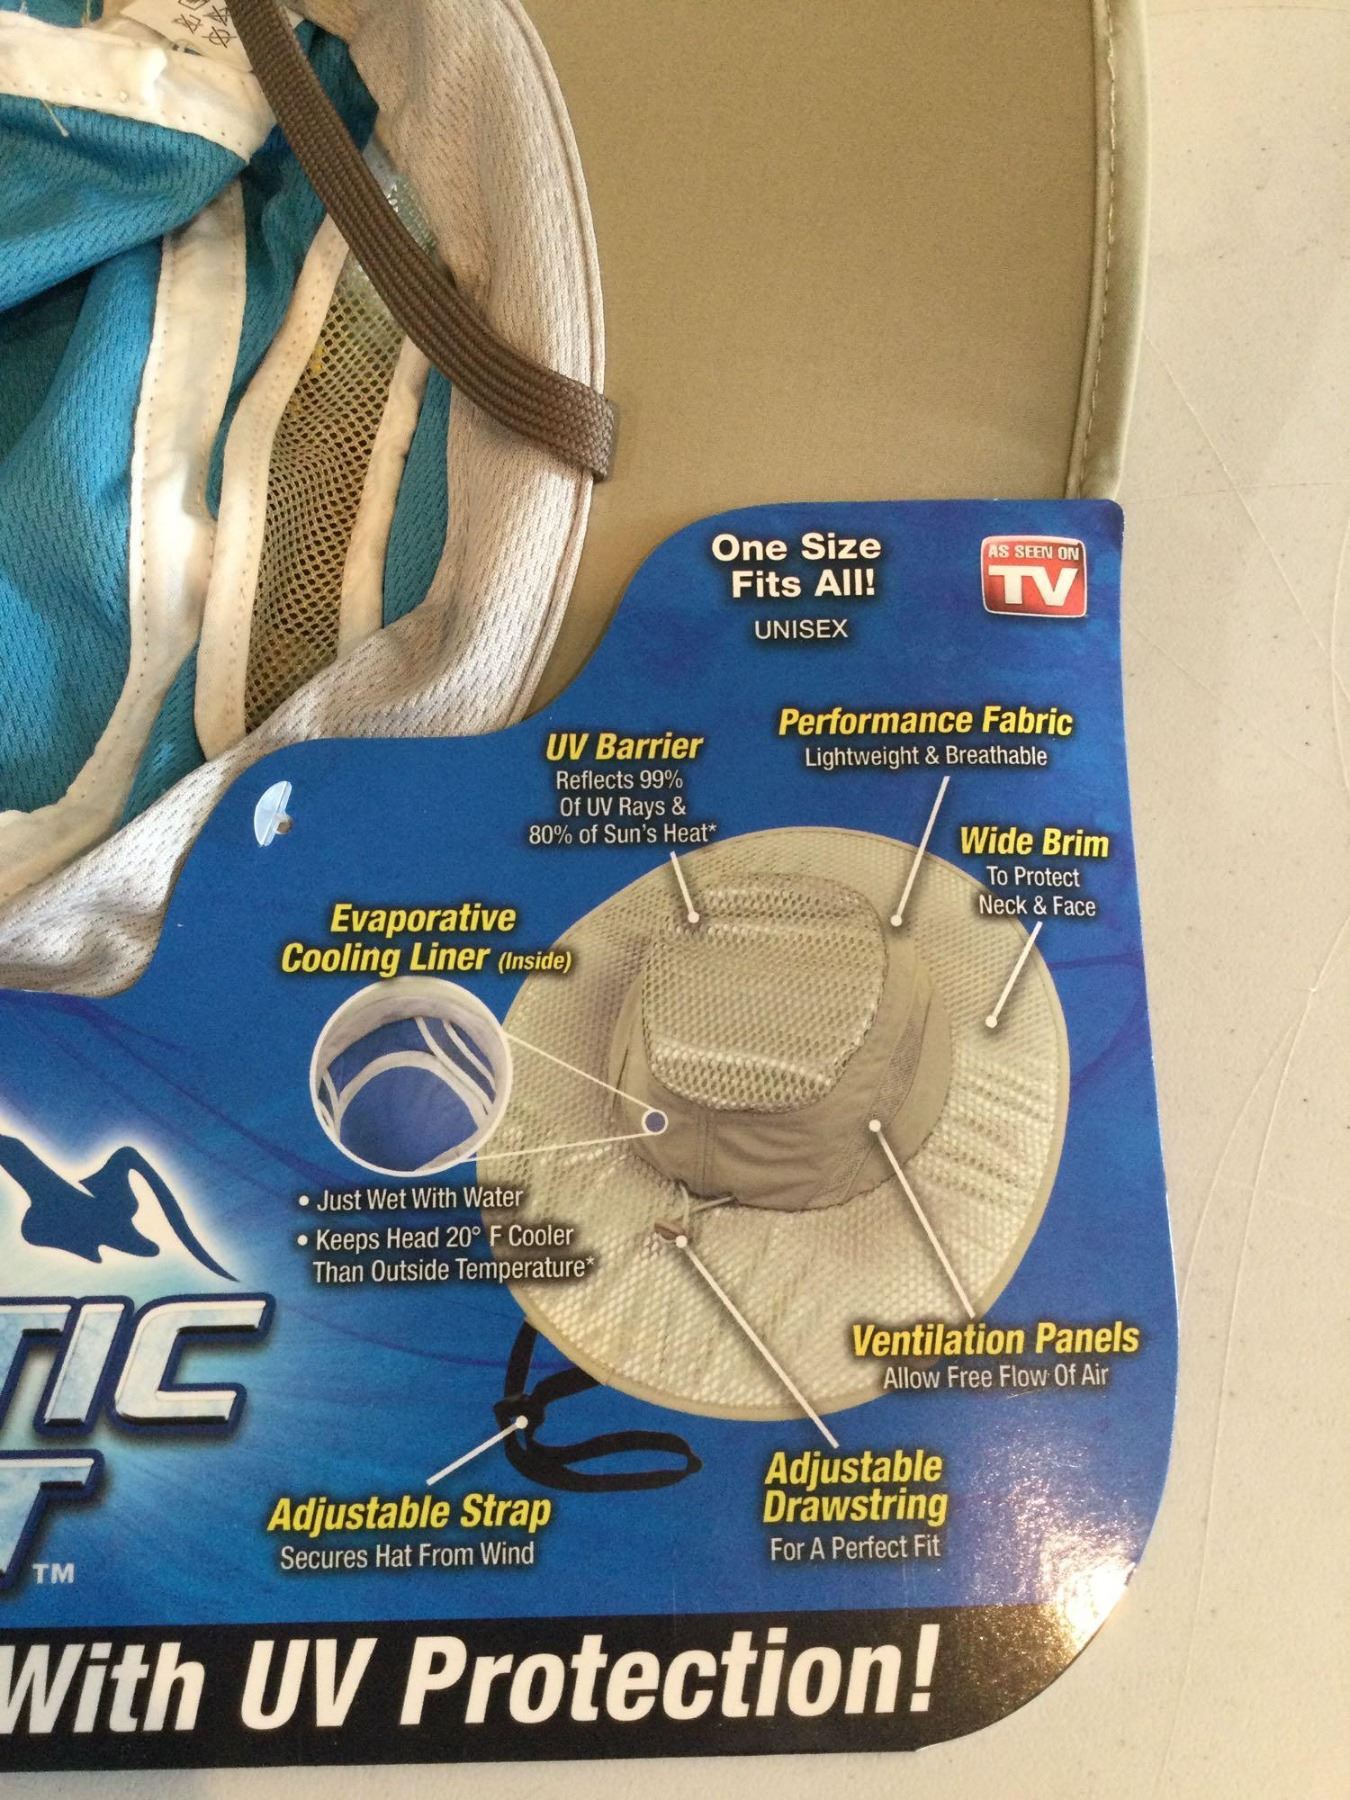 One Size
Fits All!
UNISEX
AS SEEN ON
TV
UV Barrier
Reflects 99%
Of UV Rays &
80% of Sun's Heat*
Performance Fabric
Lightweight & Breathable
Wide Brim
To Protect
Neck & Face
Evaporative
Cooling Liner (Inside)
• Just Wet With Water
• Keeps Head 20° F Cooler
Than Outside Temperature*
Ventilation Panels
Allow Free Flow Of Air
Adjustable
Drawstring
For A Perfect Fit
Adjustable Strap
Secures Hat From Wind
TIC
T
TM
With UV Protection!